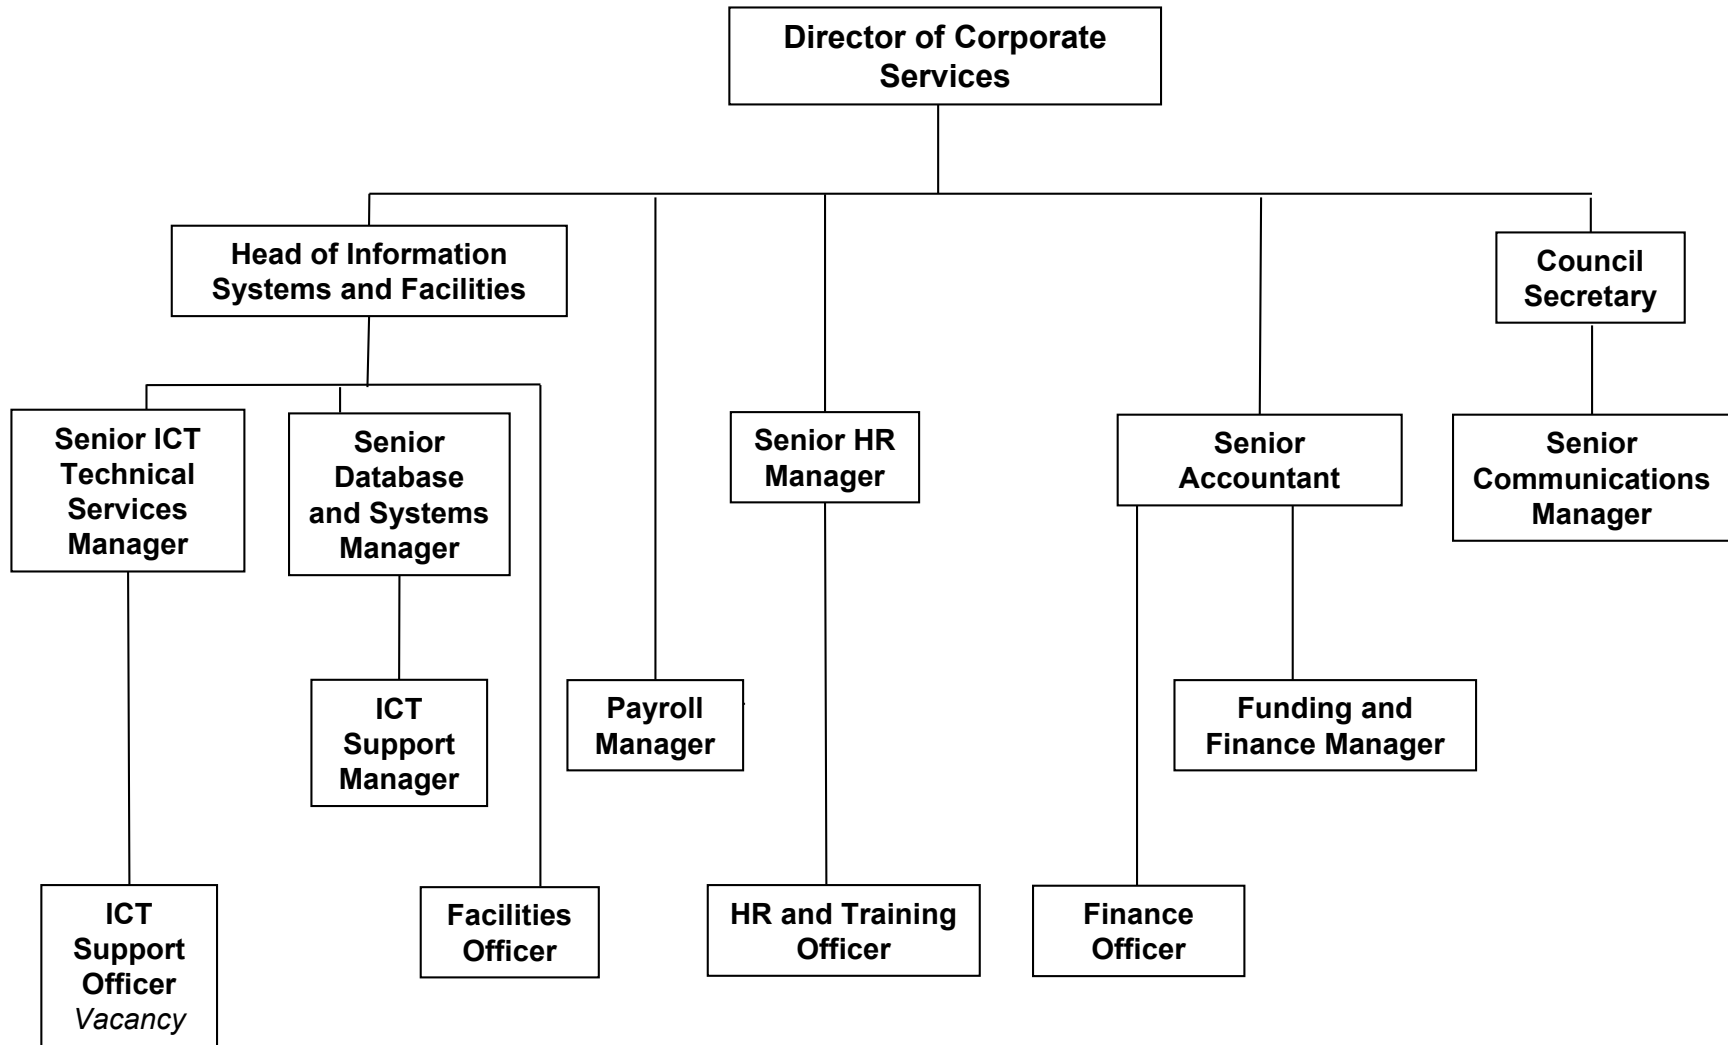 Director of Corporate
Services
Head of Information
Systems and Facilities
Council
Secretary
Senior ICT
Technical
Services
Manager
Senior
Database
and Systems
Manager
Senior HR
Manager
Senior
Accountant
Senior
Communications
Manager
ICT
Support
Manager
Payroll
Manager
Funding and
Finance Manager
ICT
Support
Officer
Vacancy
Facilities
Officer
HR and Training
Officer
Finance
Officer